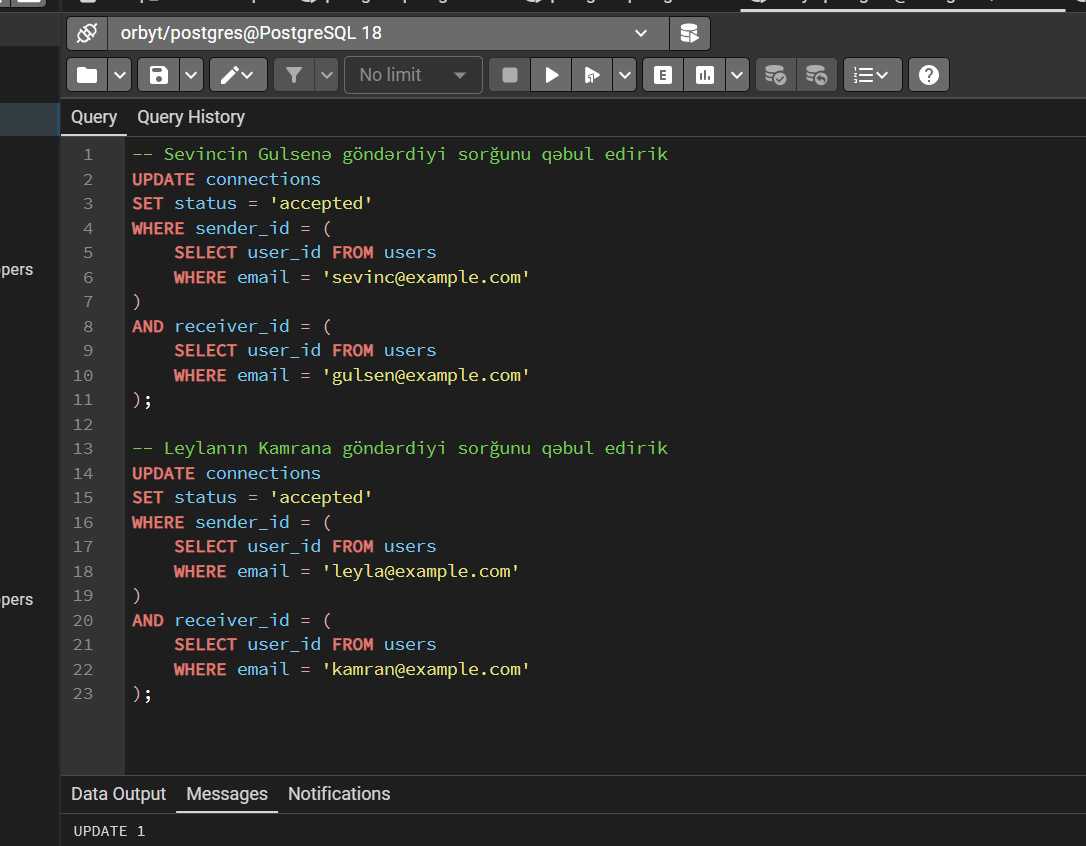 orbyt/postgres@PostgreSQL 18
No limit
E
Query Query History
1 -- Sevincin Gulsenə göndərdiyi sorğunu qəbul edirik
2 UPDATE connections
3 SET status = 'accepted'
4 WHERE sender_id = (
5 SELECT user_id FROM users
6 WHERE email = 'sevinc@example.com'
7 )
8 AND receiver_id = (
9 SELECT user_id FROM users
10 WHERE email = 'gulsen@example.com'
11 );
12
13 -- Leylanın Kamrana göndərdiyi sorğunu qəbul edirik
14 UPDATE connections
15 SET status = 'accepted'
16 WHERE sender_id = (
17 SELECT user_id FROM users
18 WHERE email = 'leyla@example.com'
19 )
20 AND receiver_id = (
21 SELECT user_id FROM users
22 WHERE email = 'kamran@example.com'
23 );
pers
pers
Data Output Messages Notifications
UPDATE 1